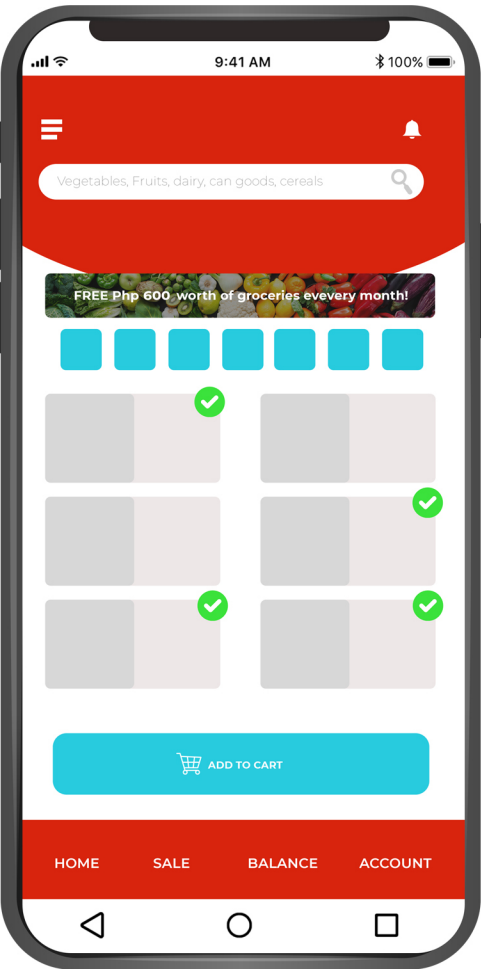 9:41 AM
100%
Vegetables, Fruits, dairy, can goods, cereals
FREE Php 600 worth of groceries evevery month!
ADD TO CART
HOME SALE BALANCE ACCOUNT